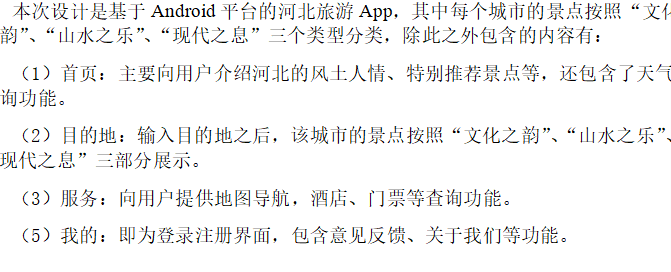 本次设计是基于 Android 平台的河北旅游 App，其中每个城市的景点按照“文化
韵”、“山水之乐”、“现代之息”三个类型分类，除此之外包含的内容有：
（1）首页：主要向用户介绍河北的风土人情、特别推荐景点等，还包含了天气
询功能。
（2）目的地：输入目的地之后，该城市的景点按照“文化之韵”、“山水之乐”、
现代之息”三部分展示。
（3）服务：向用户提供地图导航，酒店、门票等查询功能。
（5）我的：即为登录注册界面，包含意见反馈、关于我们等功能。